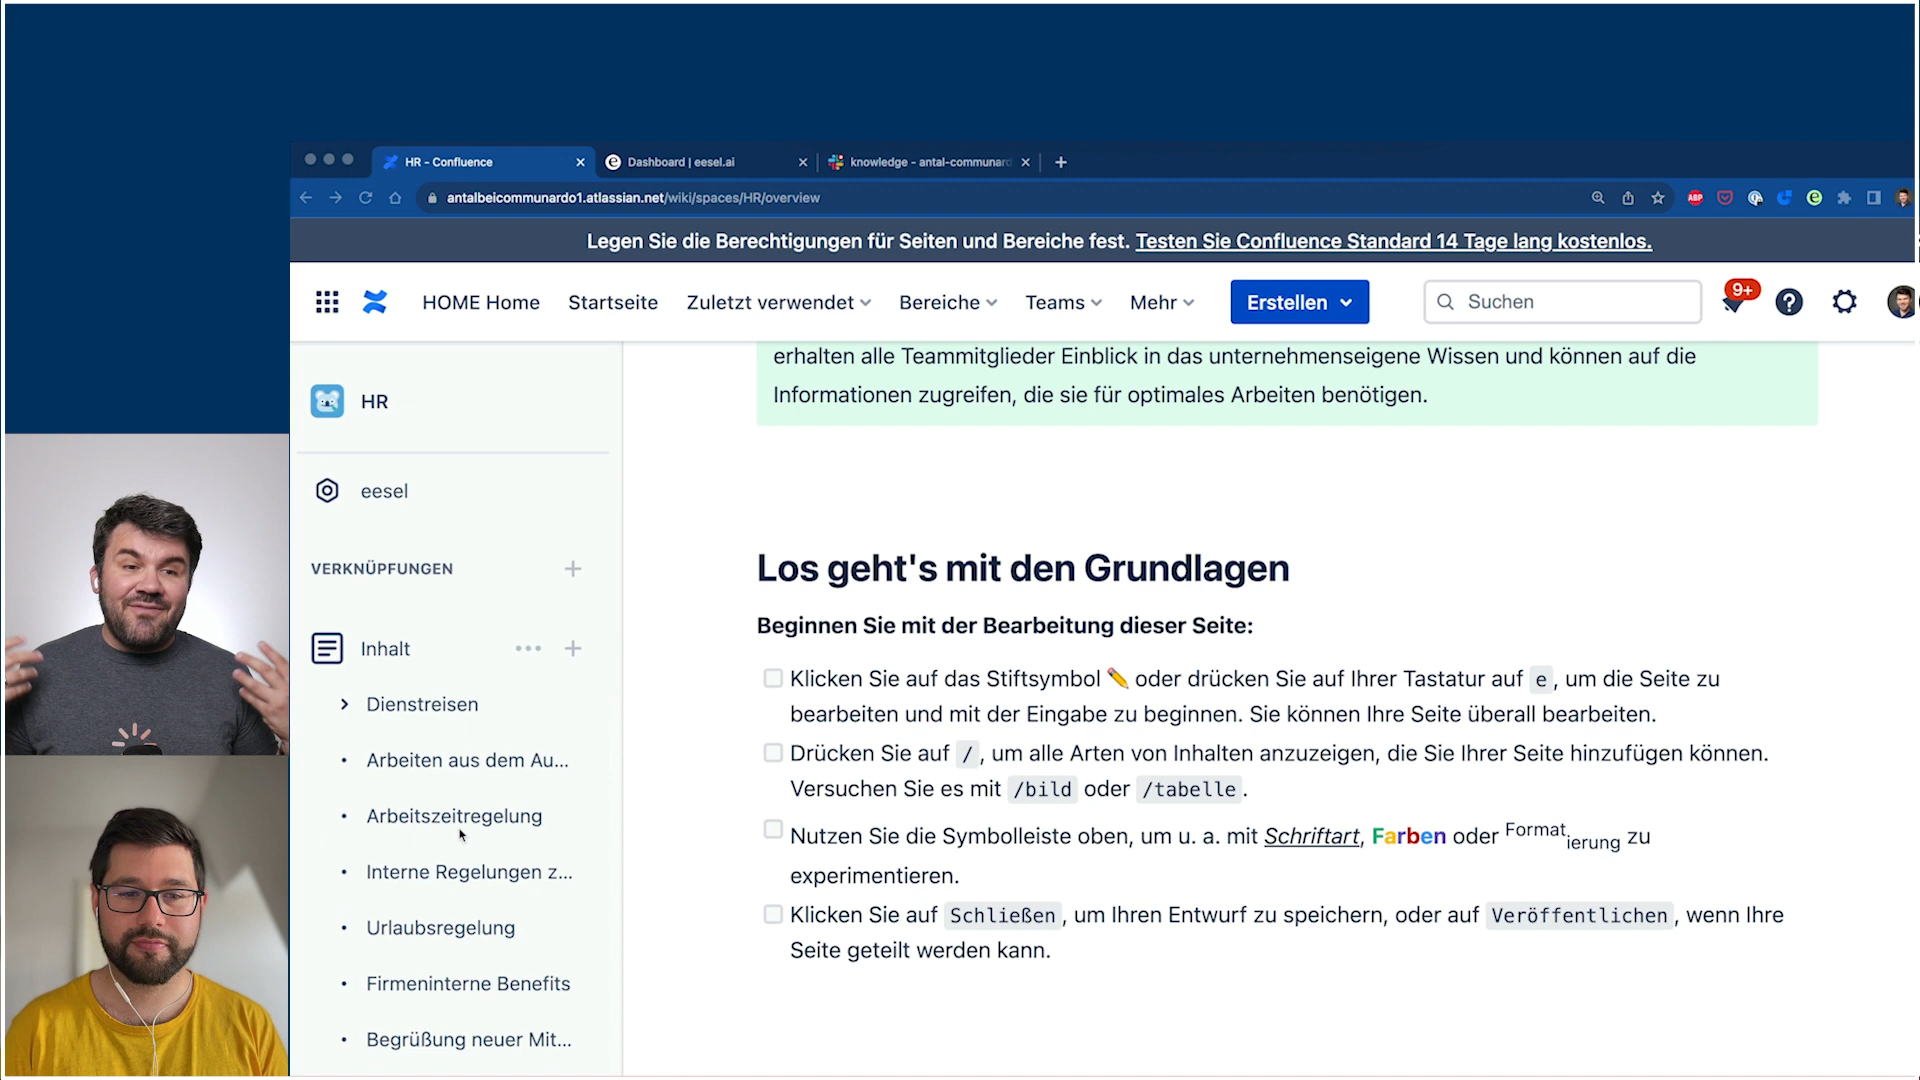 HR - Confluence
Dashboard | eesel.ai
knowledge - antal-communard
antalbeicommunardo1.atlassian.net/wiki/spaces/HR/overview
ABP
Legen Sie die Berechtigungen für Seiten und Bereiche fest. Testen Sie Confluence Standard 14 Tage lang kostenlos.
HOME Home Startseite Zuletzt verwendet Bereiche Teams Mehr Erstellen Suchen 9+
HR
eesel
VERKNÜPFUNGEN
Inhalt
Dienstreisen
Arbeiten aus dem Au...
Arbeitszeitregelung
Interne Regelungen z...
Urlaubsregelung
Firmeninterne Benefits
Begrüßung neuer Mit...
erhalten alle Teammitglieder Einblick in das unternehmenseigene Wissen und können auf die
Informationen zugreifen, die sie für optimales Arbeiten benötigen.
Los geht's mit den Grundlagen
Beginnen Sie mit der Bearbeitung dieser Seite:
Klicken Sie auf das Stiftsymbol ✏️ oder drücken Sie auf Ihrer Tastatur auf e, um die Seite zu
bearbeiten und mit der Eingabe zu beginnen. Sie können Ihre Seite überall bearbeiten.
Drücken Sie auf /, um alle Arten von Inhalten anzuzeigen, die Sie Ihrer Seite hinzufügen können.
Versuchen Sie es mit /bild oder /tabelle.
Nutzen Sie die Symbolleiste oben, um u. a. mit Schriftart, Farben oder Formatierung zu
experimentieren.
Klicken Sie auf Schließen, um Ihren Entwurf zu speichern, oder auf Veröffentlichen, wenn Ihre
Seite geteilt werden kann.